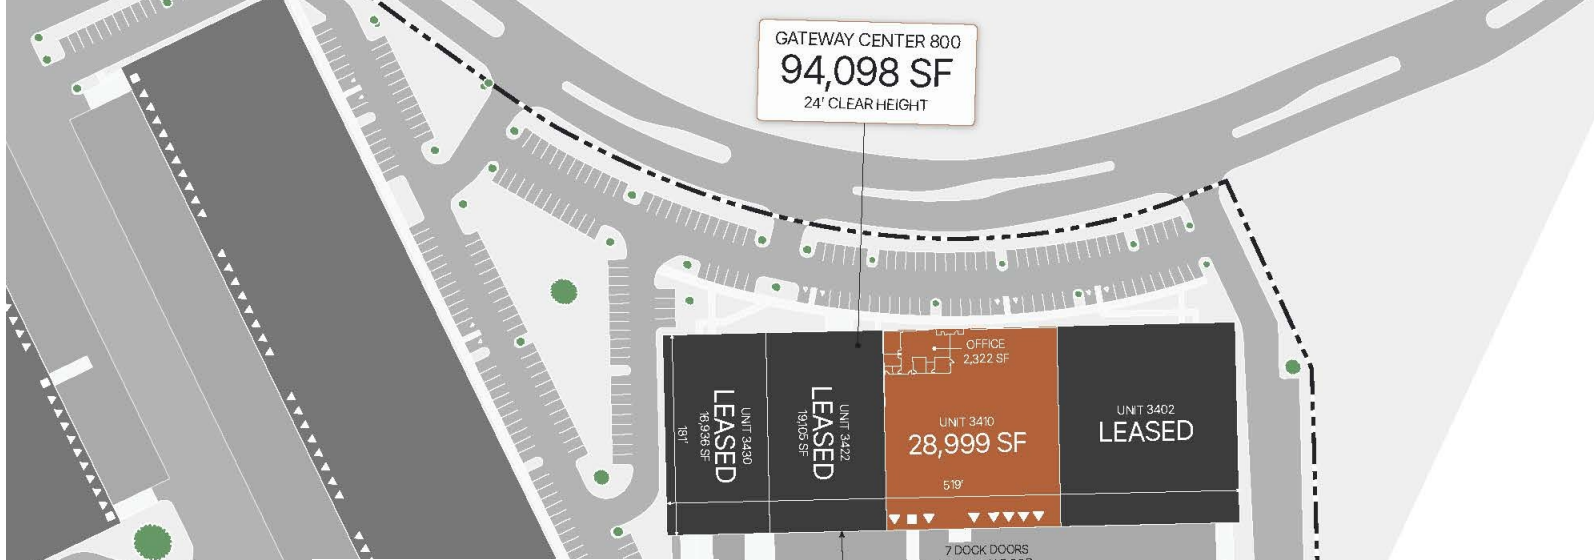 GATEWAY CENTER 800
94,098 SF
24' CLEAR HEIGHT
OFFICE
2,322 SF
UNIT 3430
LEASED
16,936 SF
181'
UNIT 3422
LEASED
19,105 SF
UNIT 3410
28,999 SF
519'
UNIT 3402
LEASED
7 DOCK DOORS